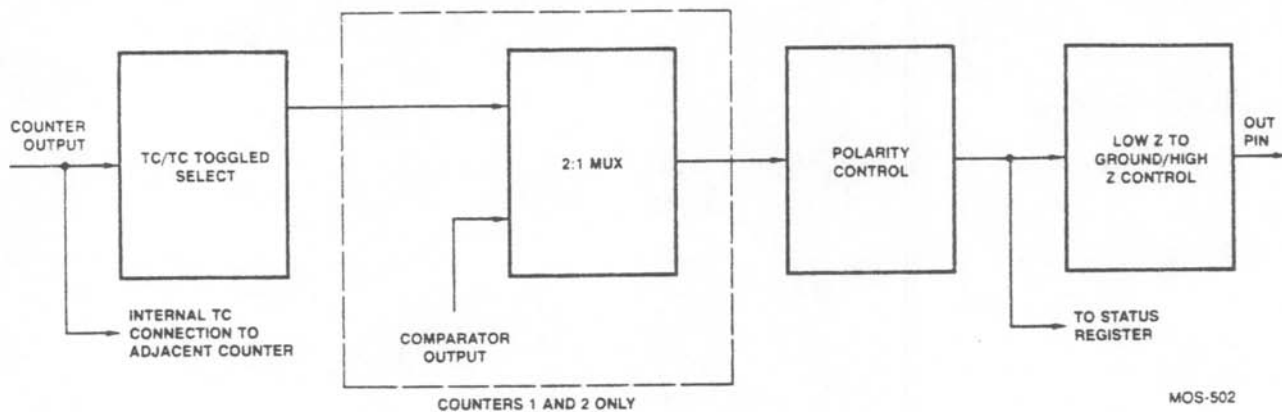 COUNTER
OUTPUT
TC/TC TOGGLED
SELECT
INTERNAL TC
CONNECTION TO
ADJACENT COUNTER
2:1 MUX
COMPARATOR
OUTPUT
COUNTERS 1 AND 2 ONLY
POLARITY
CONTROL
TO STATUS
REGISTER
LOW Z TO
GROUND/HIGH
Z CONTROL
OUT
PIN
MOS-502